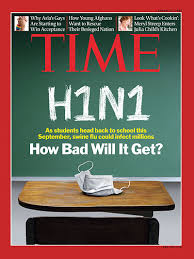 Why Asia's Gays
Are Starting to
Win Acceptance
How Young Afghans
Want to Rescue
Their Besieged Nation
Look What's Cookin'!
Meryl Streep Enters
Julia Child's Kitchen
TIME
H1N1
As students head back to school this
September, swine flu could infect millions
How Bad Will It Get?